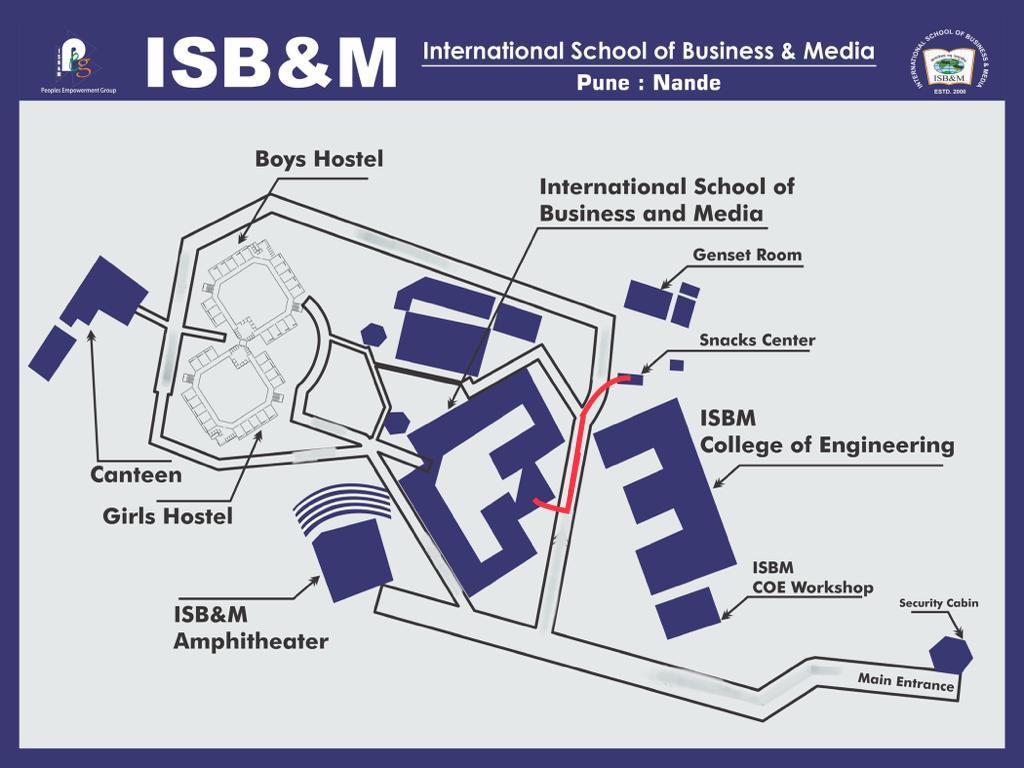 Peoples Empowerment Group
ISB&M
International School of Business & Media
Pune : Nande
INTERNATIONAL SCHOOL OF BUSINESS & MEDIA
ISB&M
ESTD. 2000
Boys Hostel
International School of
Business and Media
Genset Room
Snacks Center
ISBM
College of Engineering
Canteen
Girls Hostel
ISBM
COE Workshop
Security Cabin
ISB&M
Amphitheater
Main Entrance